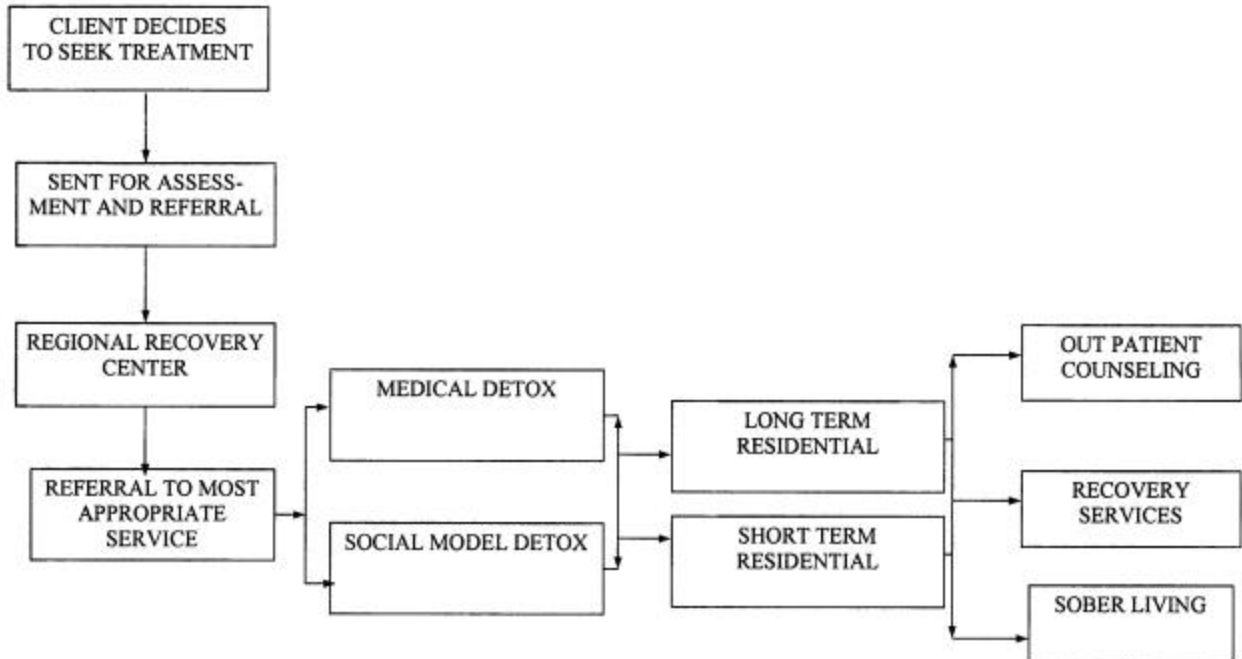 CLIENT DECIDES
TO SEEK TREATMENT
SENT FOR ASSESS-
MENT AND REFERRAL
REGIONAL RECOVERY
CENTER
REFERRAL TO MOST
APPROPRIATE
SERVICE
MEDICAL DETOX
SOCIAL MODEL DETOX
LONG TERM
RESIDENTIAL
SHORT TERM
RESIDENTIAL
OUT PATIENT
COUNSELING
RECOVERY
SERVICES
SOBER LIVING